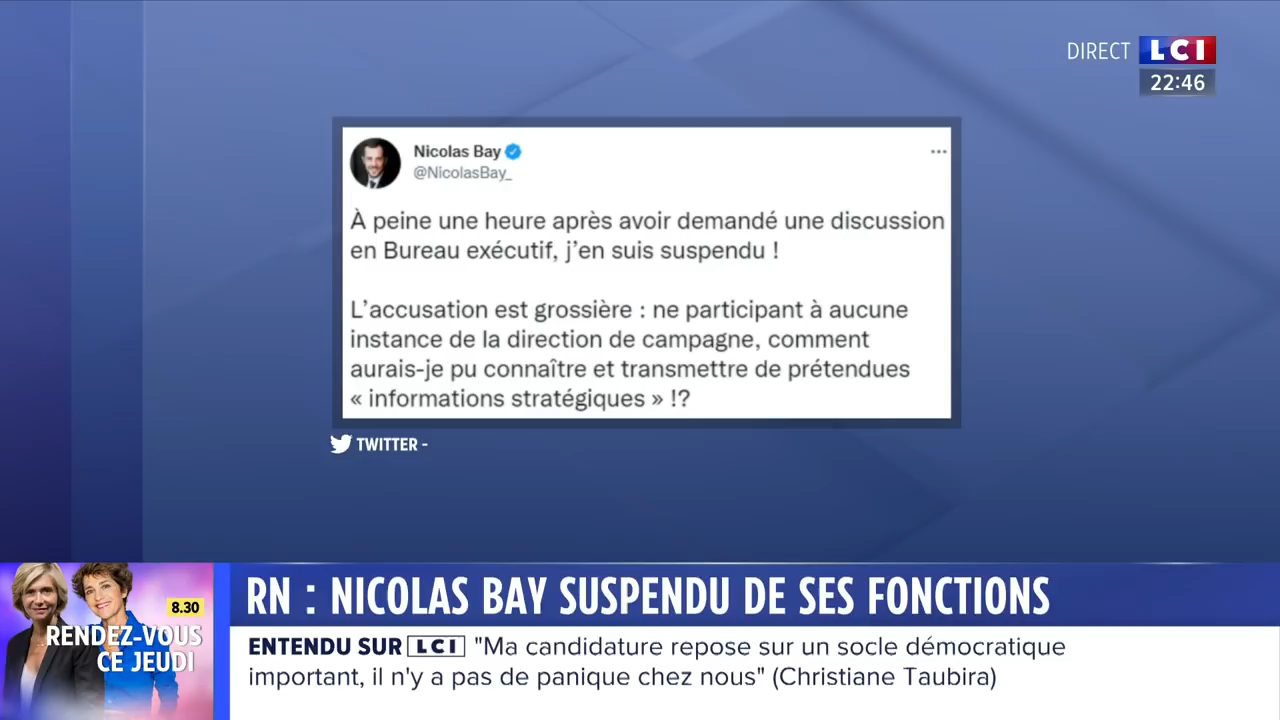 DIRECT LCI
22:46
Nicolas Bay
@NicolasBay_
À peine une heure après avoir demandé une discussion
en Bureau exécutif, j’en suis suspendu !
L’accusation est grossière : ne participant à aucune
instance de la direction de campagne, comment
aurais-je pu connaître et transmettre de prétendues
« informations stratégiques » !?
TWITTER -
8.30
RENDEZ-VOUS
CE JEUDI
RN : NICOLAS BAY SUSPENDU DE SES FONCTIONS
ENTENDU SUR LCI "Ma candidature repose sur un socle démocratique
important, il n'y a pas de panique chez nous" (Christiane Taubira)